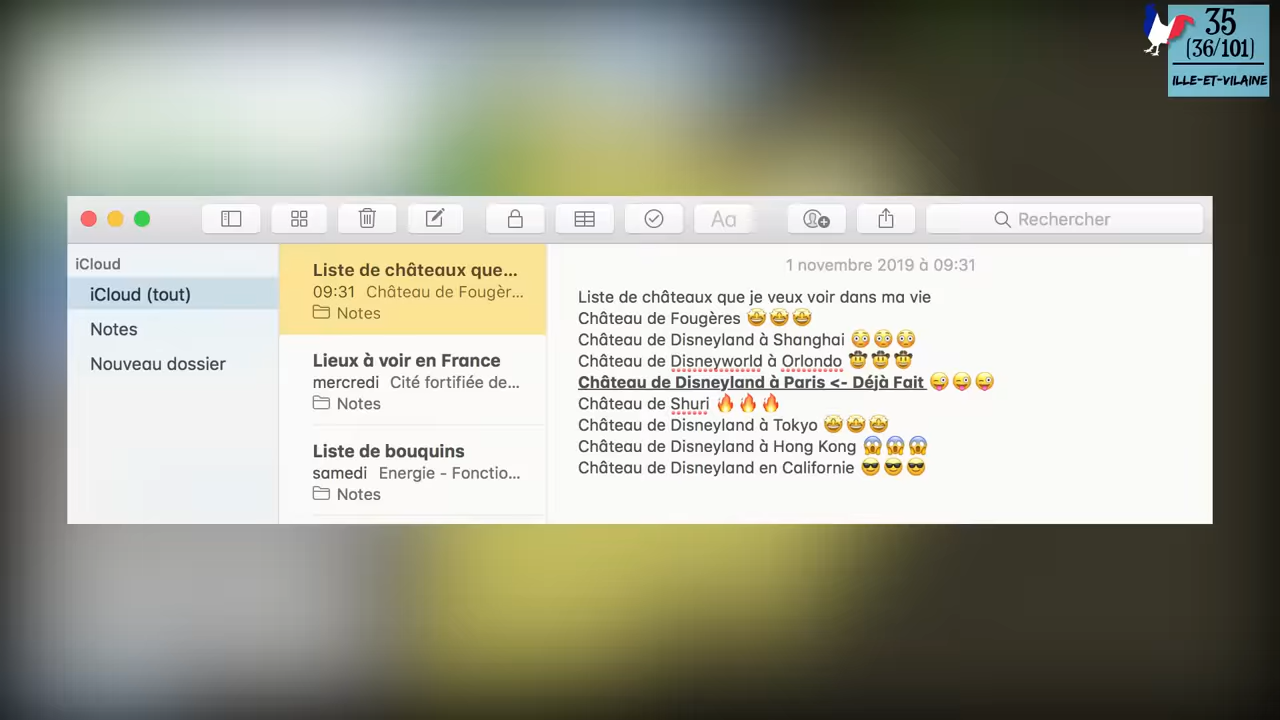 35
(36/101)
ILLE-ET-VILAINE
Aa
Rechercher
iCloud
iCloud (tout)
Notes
Nouveau dossier
Liste de châteaux que...
09:31 Château de Fougèr...
Notes
Lieux à voir en France
mercredi Cité fortifiée de...
Notes
Liste de bouquins
samedi Energie - Fonctio...
Notes
1 novembre 2019 à 09:31
Liste de châteaux que je veux voir dans ma vie
Château de Fougères 🤩🤩🤩
Château de Disneyland à Shanghai 😳😳😳
Château de Disneyworld à Orlondo 🤠🤠🤠
Château de Disneyland à Paris <- Déjà Fait 😜😜😜
Château de Shuri 🔥🔥🔥
Château de Disneyland à Tokyo 🤩🤩🤩
Château de Disneyland à Hong Kong 😱😱😱
Château de Disneyland en Californie 😎😎😎